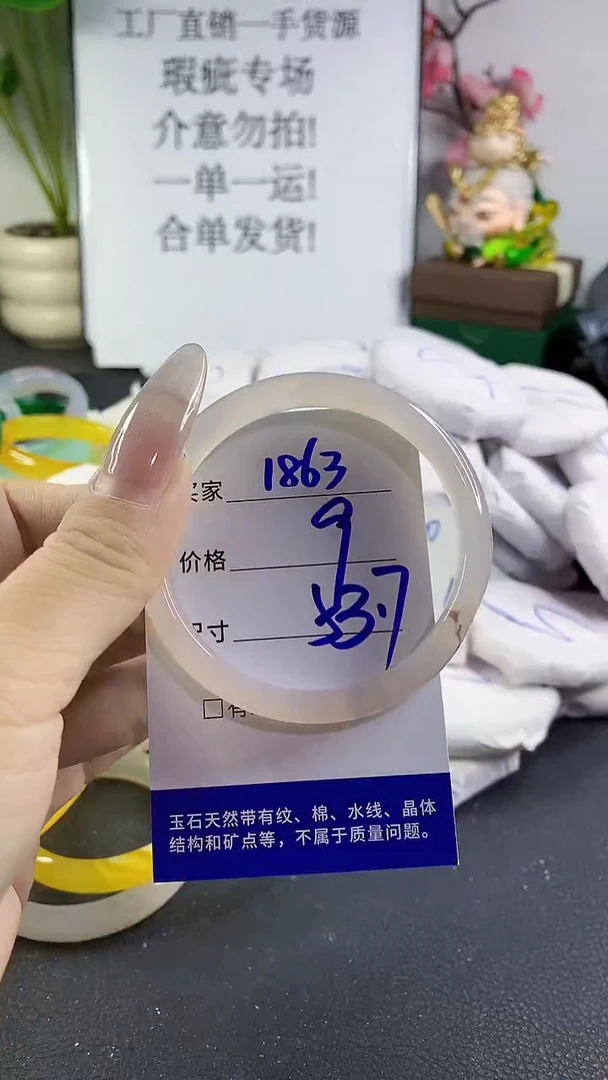 工厂直销一手货源
瑕疵专场
介意勿拍!
一单一运!
合单发货!
家 1863
价格 9
寸
玉石天然带有纹、棉、水线、晶体
结构和矿点等，不属于质量问题。